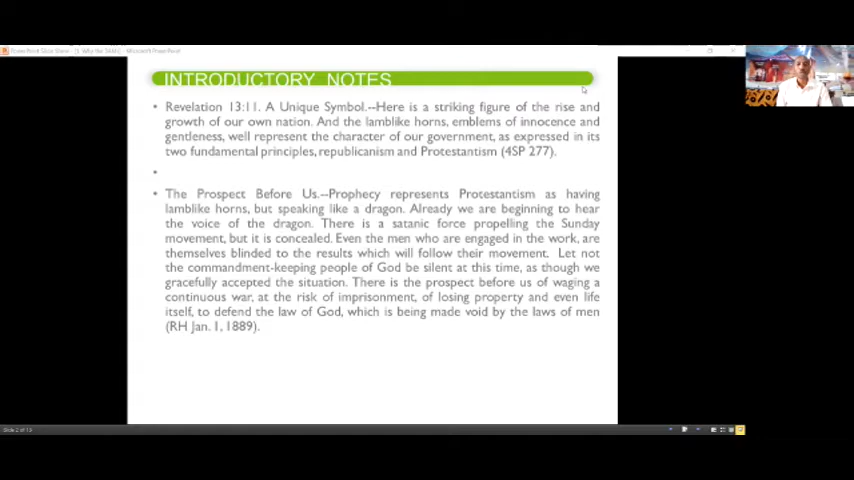 INTRODUCTORY NOTES
• Revelation 13:11. A Unique Symbol.--Here is a striking figure of the rise and
growth of our own nation. And the lamblike horns, emblems of innocence and
gentleness, well represent the character of our government, as expressed in its
two fundamental principles, republicanism and Protestantism (4SP 277).
•
• The Prospect Before Us.--Prophecy represents Protestantism as having
lamblike horns, but speaking like a dragon. Already we are beginning to hear
the voice of the dragon. There is a satanic force propelling the Sunday
movement, but it is concealed. Even the men who are engaged in the work, are
themselves blinded to the results which will follow their movement. Let not
the commandment-keeping people of God be silent at this time, as though we
gracefully accepted the situation. There is the prospect before us of waging a
continuous war, at the risk of imprisonment, of losing property and even life
itself, to defend the law of God, which is being made void by the laws of men
(RH Jan. 1, 1889).
Slide 2 of 13